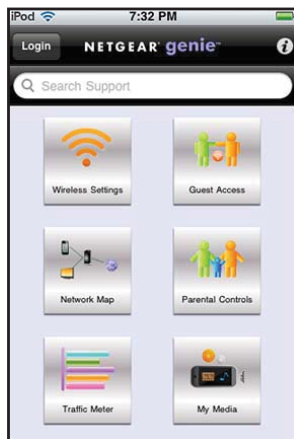 iPod 7:32 PM
Login NETGEAR® genie™
Search Support
Wireless Settings Guest Access
Network Map Parental Controls
Traffic Meter My Media